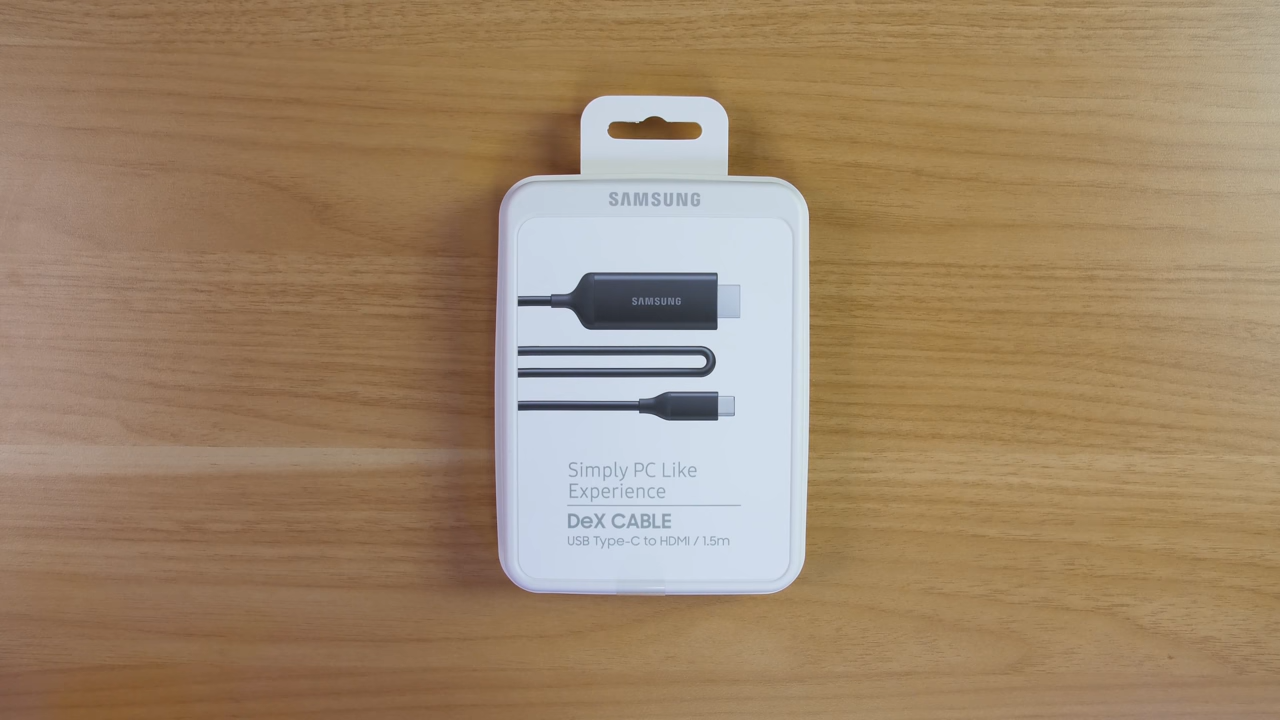 SAMSUNG
SAMSUNG
Simply PC Like
Experience
DeX CABLE
USB Type-C to HDMI / 1.5m